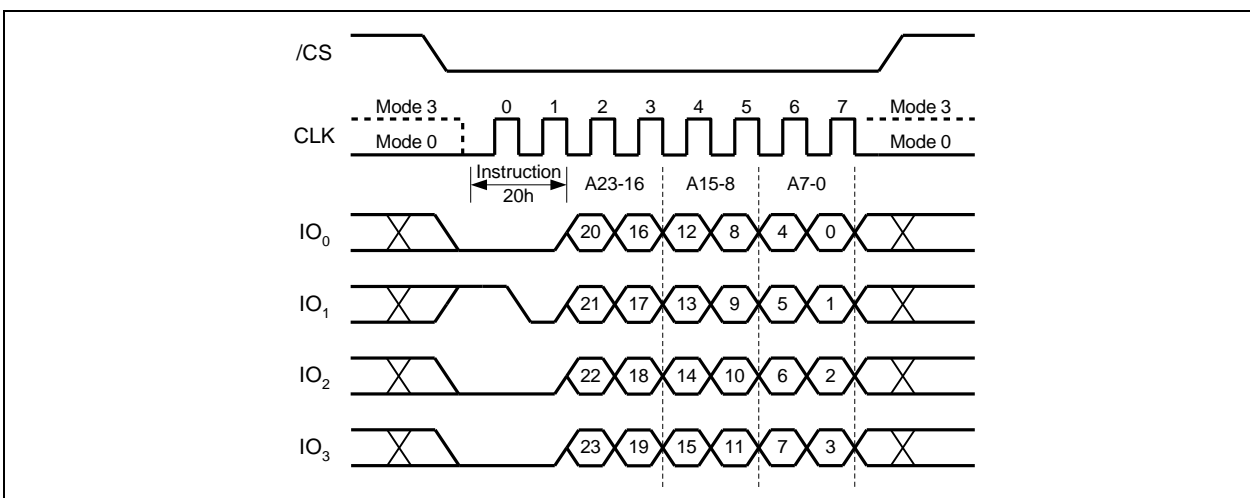 /CS
Mode 3 0 1 2 3 4 5 6 7 Mode 3
CLK
Mode 0 Mode 0
Instruction A23-16 A15-8 A7-0
20h
IO0 20 16 12 8 4 0
IO1 21 17 13 9 5 1
IO2 22 18 14 10 6 2
IO3 23 19 15 11 7 3